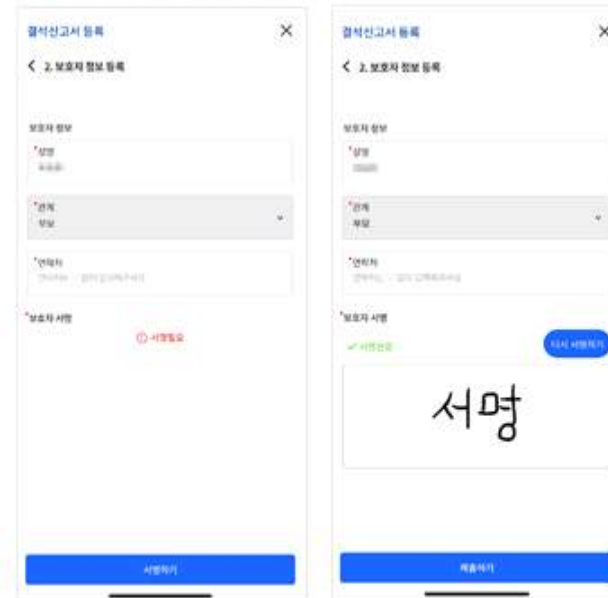 결석신고서 등록
2. 보호자 정보 등록
보호자 정보
*성명
*관계
부모
*연락처
*보호자 서명
서명필요
서명하기
결석신고서 등록
2. 보호자 정보 등록
보호자 정보
*성명
*관계
*연락처
*보호자 서명
서명완료
다시 서명하기
서명
제출하기